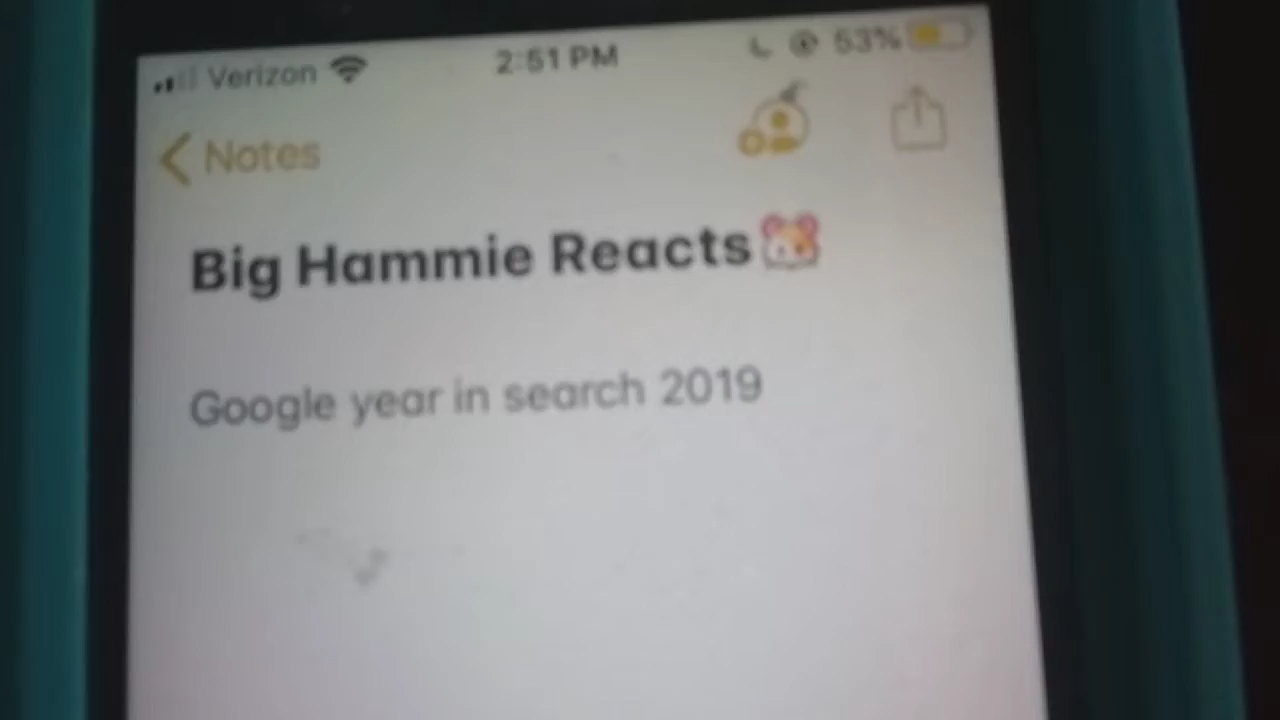 Verizon 2:51 PM 53%
Notes
Big Hammie Reacts🐹
Google year in search 2019